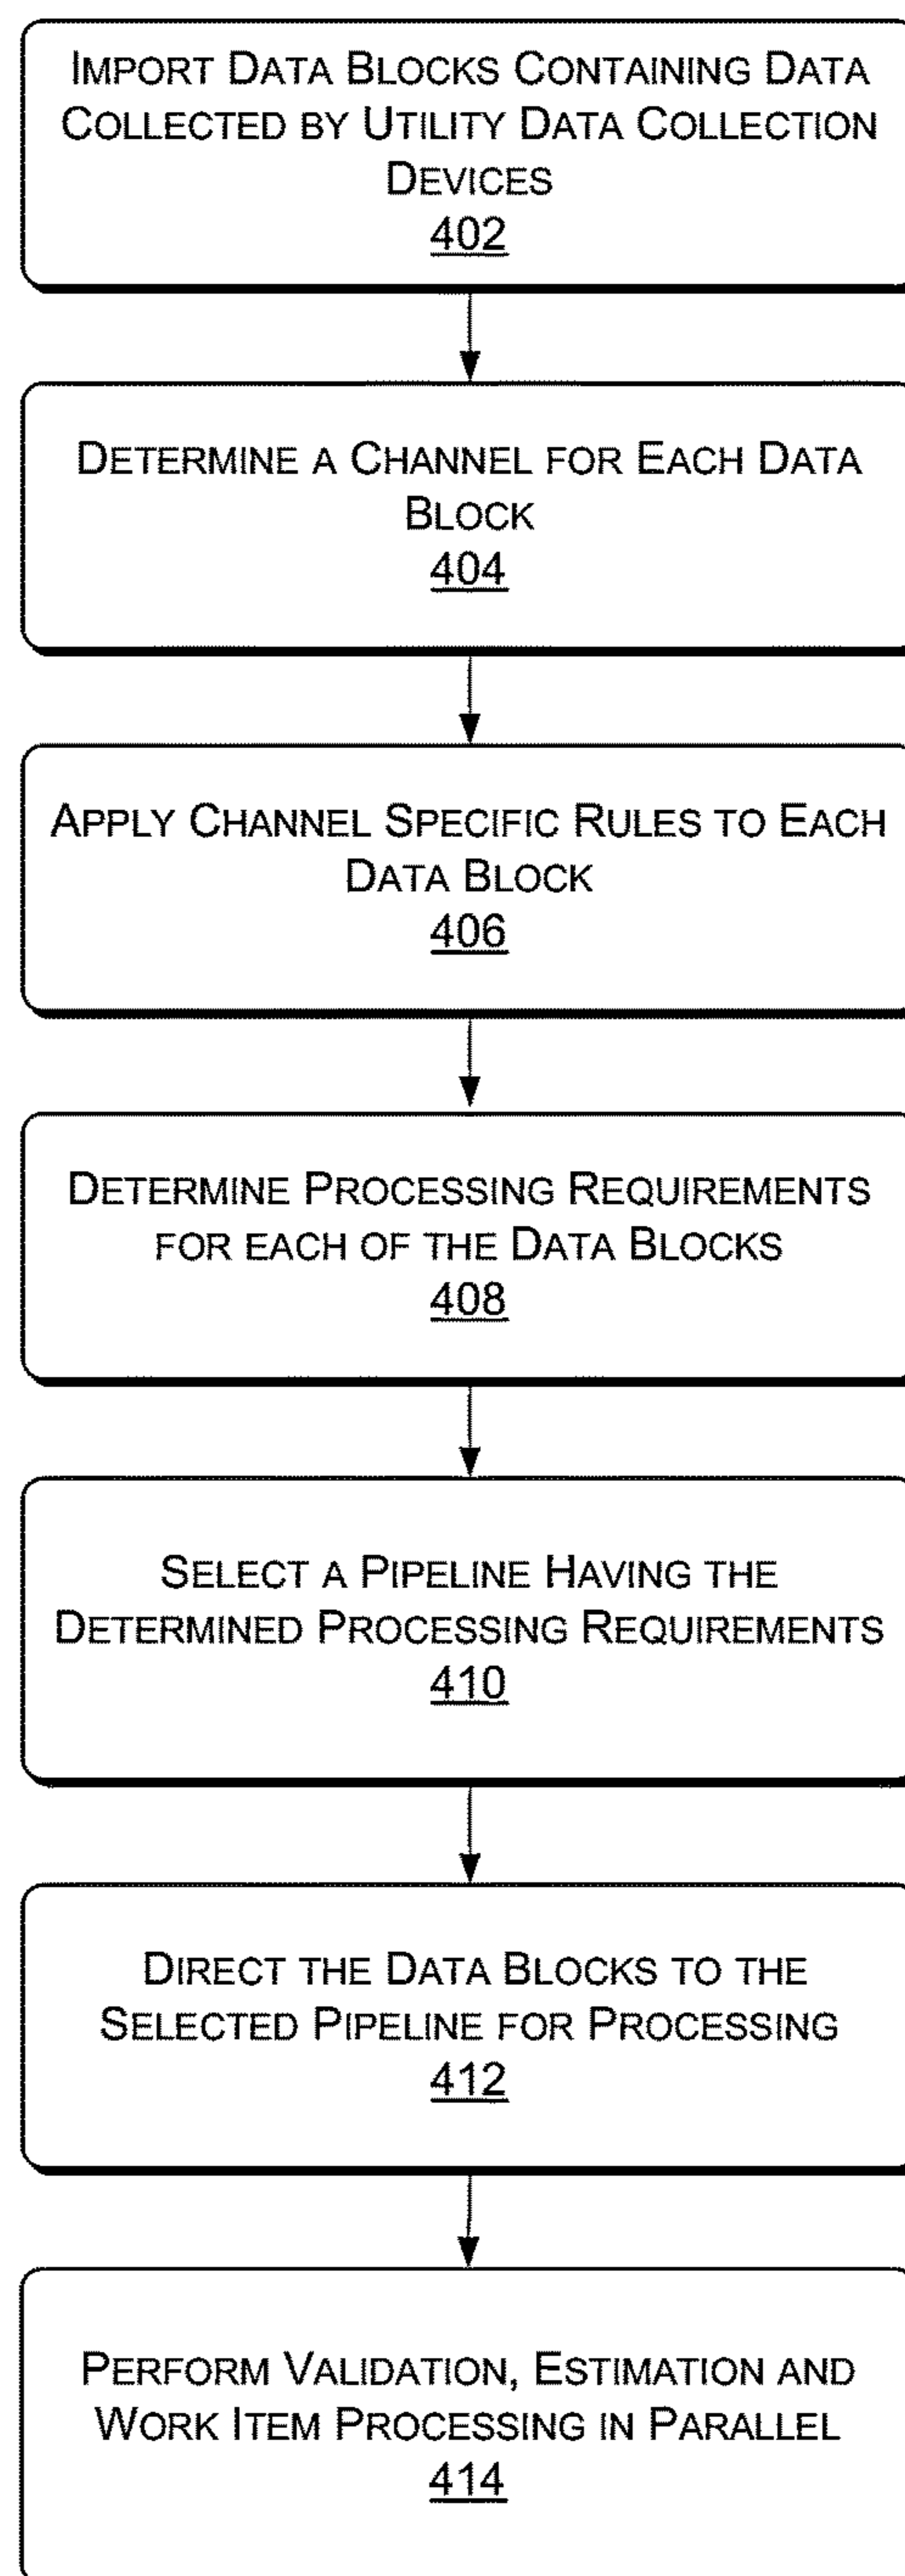 IMPORT DATA BLOCKS CONTAINING DATA
COLLECTED BY UTILITY DATA COLLECTION
DEVICES
402
DETERMINE A CHANNEL FOR EACH DATA
BLOCK
404
APPLY CHANNEL SPECIFIC RULES TO EACH
DATA BLOCK
406
DETERMINE PROCESSING REQUIREMENTS
FOR EACH OF THE DATA BLOCKS
408
SELECT A PIPELINE HAVING THE
DETERMINED PROCESSING REQUIREMENTS
410
DIRECT THE DATA BLOCKS TO THE
SELECTED PIPELINE FOR PROCESSING
412
PERFORM VALIDATION, ESTIMATION AND
WORK ITEM PROCESSING IN PARALLEL
414